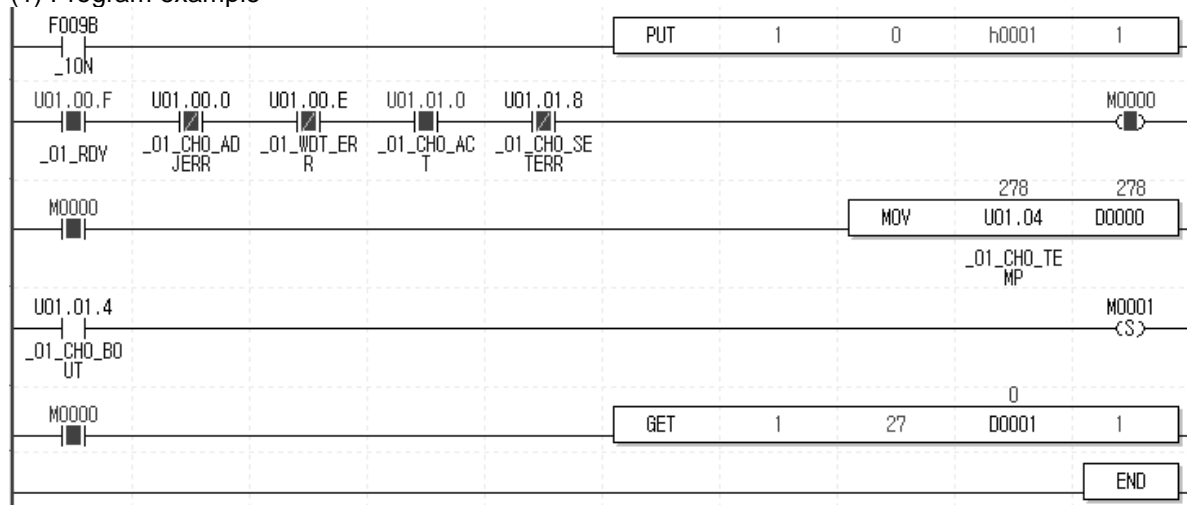 (1) Program example
F009B
_1ON
PUT 1 0 h0001 1
U01.00.F U01.00.0 U01.00.E U01.01.0 U01.01.8 M0000
_01_RDY _01_CH0_AD _01_WDT_ER _01_CH0_AC _01_CH0_SE
JERR R T TERR
278 278
M0000
MOV U01.04 D0000
_01_CH0_TE
MP
U01.01.4 M0001
(S)
_01_CH0_BO
UT
0
M0000
GET 1 27 D0001 1
END